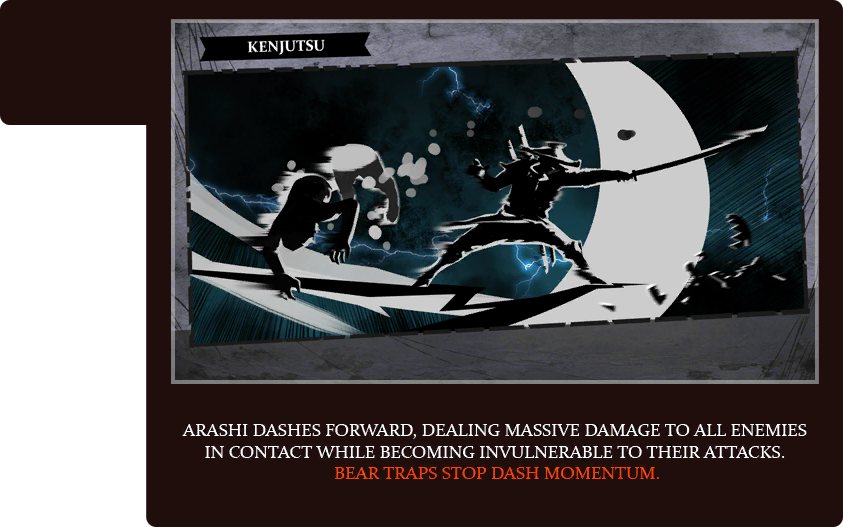 KENJUTSU
ARASHI DASHES FORWARD, DEALING MASSIVE DAMAGE TO ALL ENEMIES
IN CONTACT WHILE BECOMING INVULNERABLE TO THEIR ATTACKS.
BEAR TRAPS STOP DASH MOMENTUM.